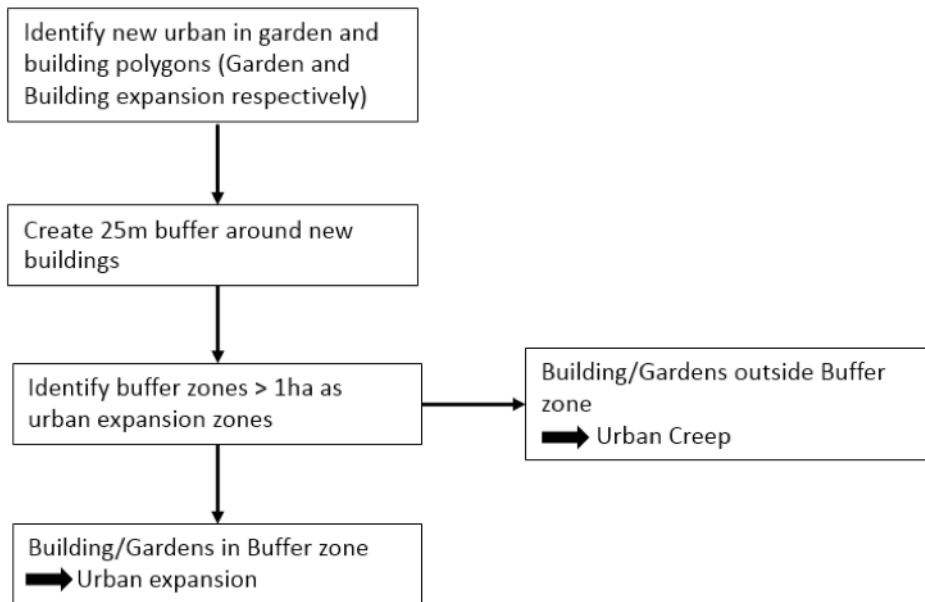 Identify new urban in garden and
building polygons (Garden and
Building expansion respectively)
Create 25m buffer around new
buildings
Identify buffer zones > 1ha as
urban expansion zones
Building/Gardens outside Buffer
zone
Urban Creep
Building/Gardens in Buffer zone
Urban expansion